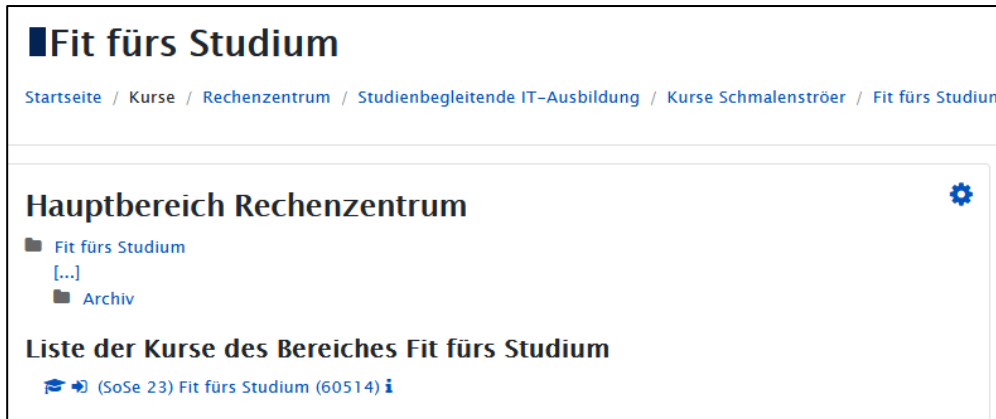 Fit fürs Studium
Startseite / Kurse / Rechenzentrum / Studienbegleitende IT-Ausbildung / Kurse Schmalenströer / Fit fürs
Hauptbereich Rechenzentrum
Fit fürs Studium
[...]
Archiv
Liste der Kurse des Bereiches Fit fürs Studium
(SoSe 23) Fit fürs Studium (60514)